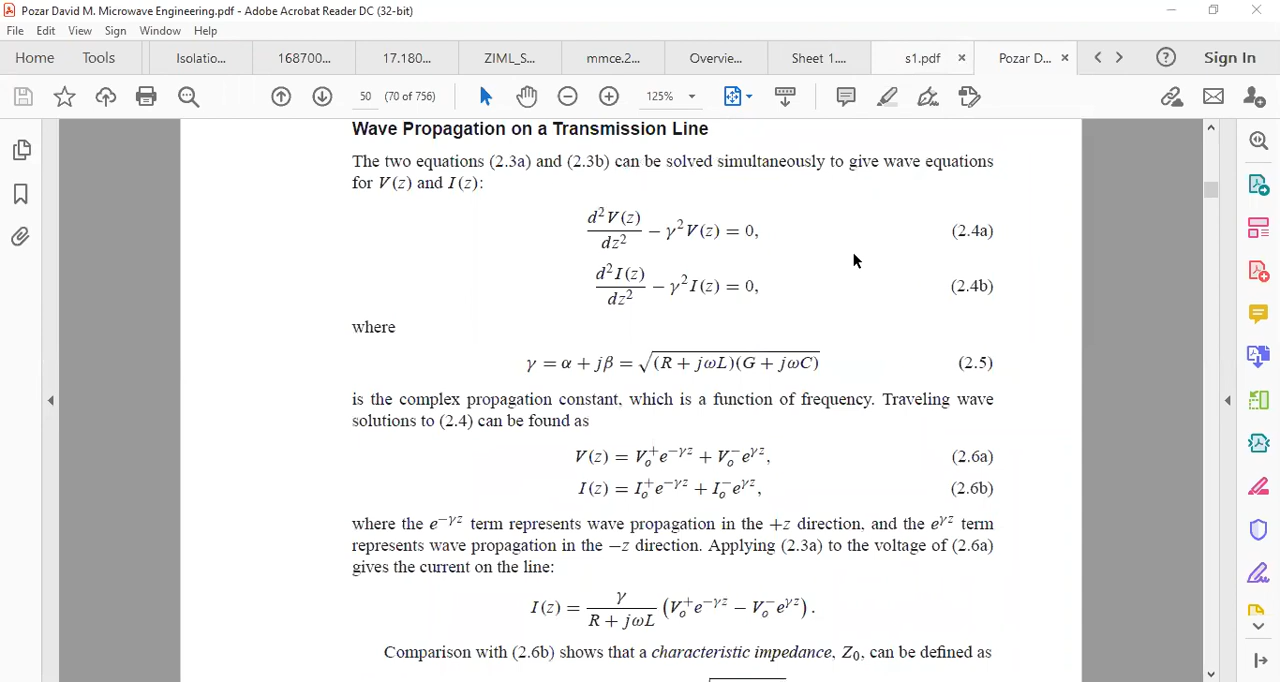 Pozar David M. Microwave Engineering.pdf - Adobe Acrobat Reader DC (32-bit)
File Edit View Sign Window Help
Home Tools Isolatio... 168700... 17.180... ZIML_S... mmce.2... Overvie... Sheet 1.... s1.pdf × Pozar D... × Sign In
50 (70 of 756) 125%
Wave Propagation on a Transmission Line
The two equations (2.3a) and (2.3b) can be solved simultaneously to give wave equations
for V(z) and I(z):
d²V(z)/dz² − γ²V(z) = 0, (2.4a)
d²I(z)/dz² − γ²I(z) = 0, (2.4b)
where
γ = α + jβ = √(R + jωL)(G + jωC) (2.5)
is the complex propagation constant, which is a function of frequency. Traveling wave
solutions to (2.4) can be found as
V(z) = V₀⁺e^{−γz} + V₀⁻e^{γz}, (2.6a)
I(z) = I₀⁺e^{−γz} + I₀⁻e^{γz}, (2.6b)
where the e^{−γz} term represents wave propagation in the +z direction, and the e^{γz} term
represents wave propagation in the −z direction. Applying (2.3a) to the voltage of (2.6a)
gives the current on the line:
I(z) = γ/(R + jωL) (V₀⁺e^{−γz} − V₀⁻e^{γz}).
Comparison with (2.6b) shows that a characteristic impedance, Z₀, can be defined as